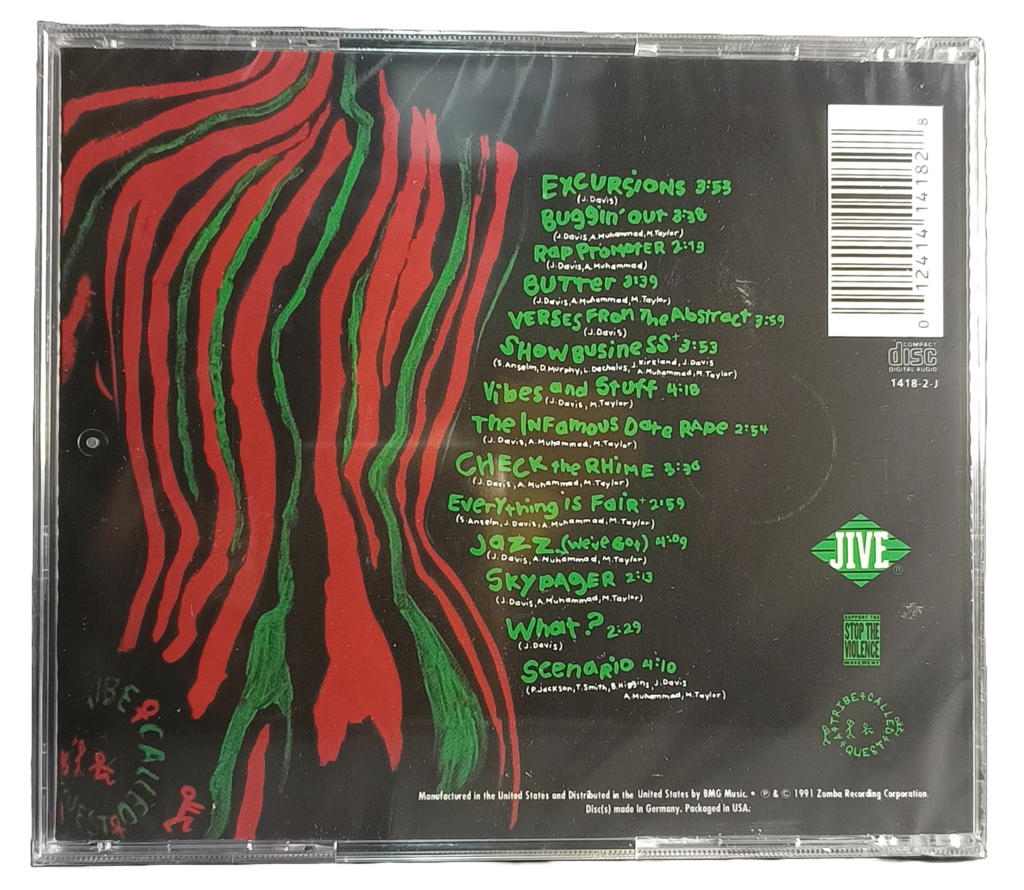 EXCURSIONS 3:53
(J. Davis)
Buggin' out 3:38
(J. Davis, A. Muhammad, M. Taylor)
RAP PROMOTER 2:13
(J. Davis, A. Muhammad)
BUTTER 3:39
(J. Davis, A. Muhammad, M. Taylor)
VERSES FROM The Abstract 3:59
(J. Davis)
SHOW BUSINESS+ 3:53
(S. Anselm, D. Murphy, L. Dechalus, J. Kirkland, J. Davis
A. Muhammad, M. Taylor)
Vibes and Stuff 4:18
(J. Davis, M. Taylor)
The INFamous Date RAPE 2:54
(J. Davis, A. Muhammad, M. Taylor)
CHECK the RHIME 3:36
(J. Davis, A. Muhammad, M. Taylor)
Everything is FAIR+ 2:59
(S. Anselm, J. Davis, A. Muhammad, M. Taylor)
JAZZ (we've Got) 4:09
(J. Davis, A. Muhammad, M. Taylor)
SKYPAGER 2:13
(J. Davis, A. Muhammad, M. Taylor)
What? 2:29
(J. Davis)
SCENARIO 4:10
(P. Jackson, T. Smith, B. Higgins, J. Davis
A. Muhammad, M. Taylor)
0 12414 14182 8
COMPACT
disc
DIGITAL AUDIO
1418-2-J
JIVE ®
STOP THE
VIOLENCE
A TRIBE CALLED QUEST
CALLED
Manufactured in the United States and Distributed in the United States by BMG Music. • ℗ & © 1991 Zomba Recording Corporation
Disc(s) made in Germany. Packaged in USA.